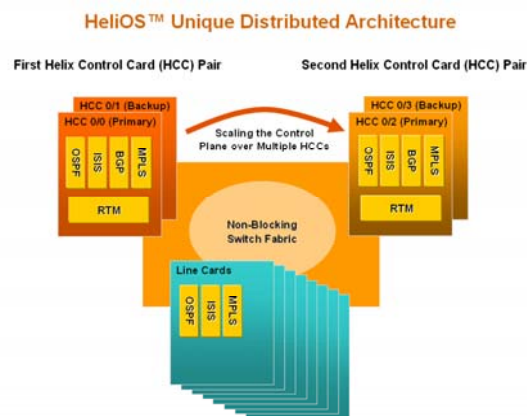 HeliOS™ Unique Distributed Architecture
First Helix Control Card (HCC) Pair
Second Helix Control Card (HCC) Pair
HCC 0/1 (Backup)
HCC 0/0 (Primary)
OSPF
ISIS
BGP
MPLS
RTM
Scaling the Control
Plane over Multiple HCCs
HCC 0/3 (Backup)
HCC 0/2 (Primary)
OSPF
ISIS
BGP
MPLS
RTM
Non-Blocking
Switch Fabric
Line Cards
OSPF
ISIS
MPLS